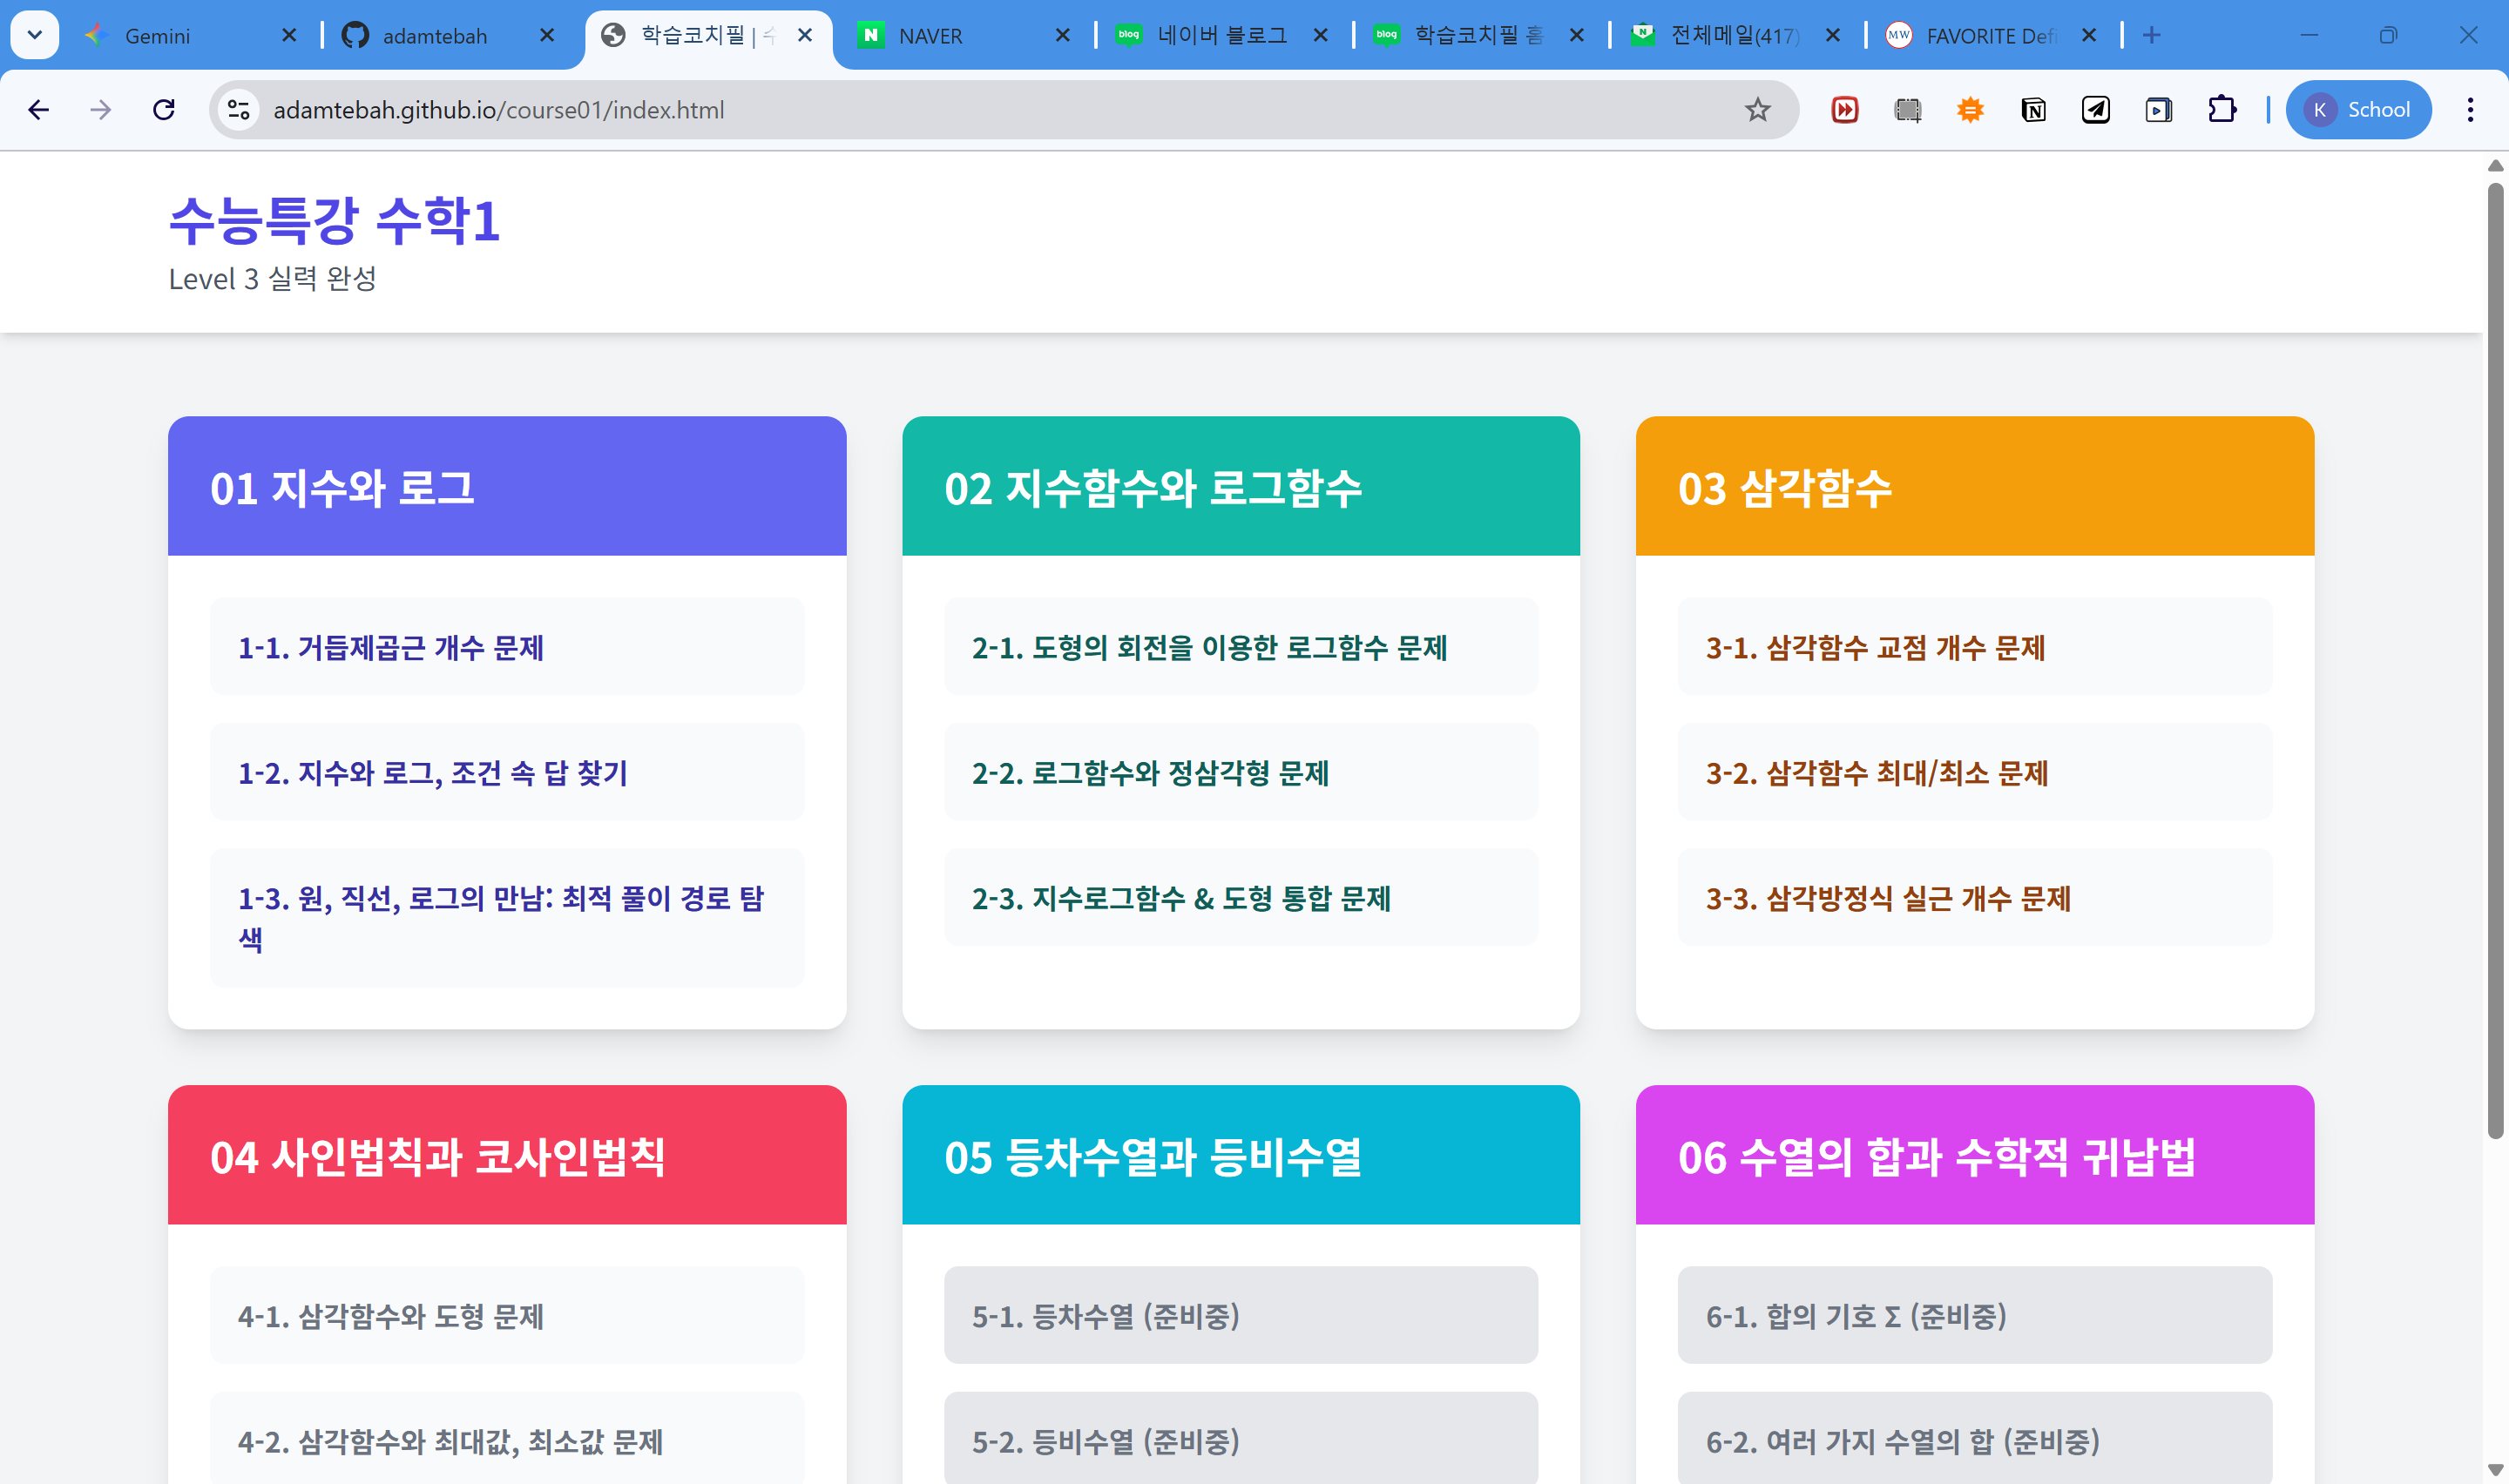 Gemini
adamtebah
학습코치필 |
NAVER
네이버 블로그
학습코치필 홈
전체메일(417)
FAVORITE Defi
adamtebah.github.io/course01/index.html
K School
수능특강 수학1
Level 3 실력 완성
01 지수와 로그
1-1. 거듭제곱근 개수 문제
1-2. 지수와 로그, 조건 속 답 찾기
1-3. 원, 직선, 로그의 만남: 최적 풀이 경로 탐
색
02 지수함수와 로그함수
2-1. 도형의 회전을 이용한 로그함수 문제
2-2. 로그함수와 정삼각형 문제
2-3. 지수로그함수 & 도형 통합 문제
03 삼각함수
3-1. 삼각함수 교점 개수 문제
3-2. 삼각함수 최대/최소 문제
3-3. 삼각방정식 실근 개수 문제
04 사인법칙과 코사인법칙
4-1. 삼각함수와 도형 문제
4-2. 삼각함수와 최대값, 최소값 문제
05 등차수열과 등비수열
5-1. 등차수열 (준비중)
5-2. 등비수열 (준비중)
06 수열의 합과 수학적 귀납법
6-1. 합의 기호 Σ (준비중)
6-2. 여러 가지 수열의 합 (준비중)